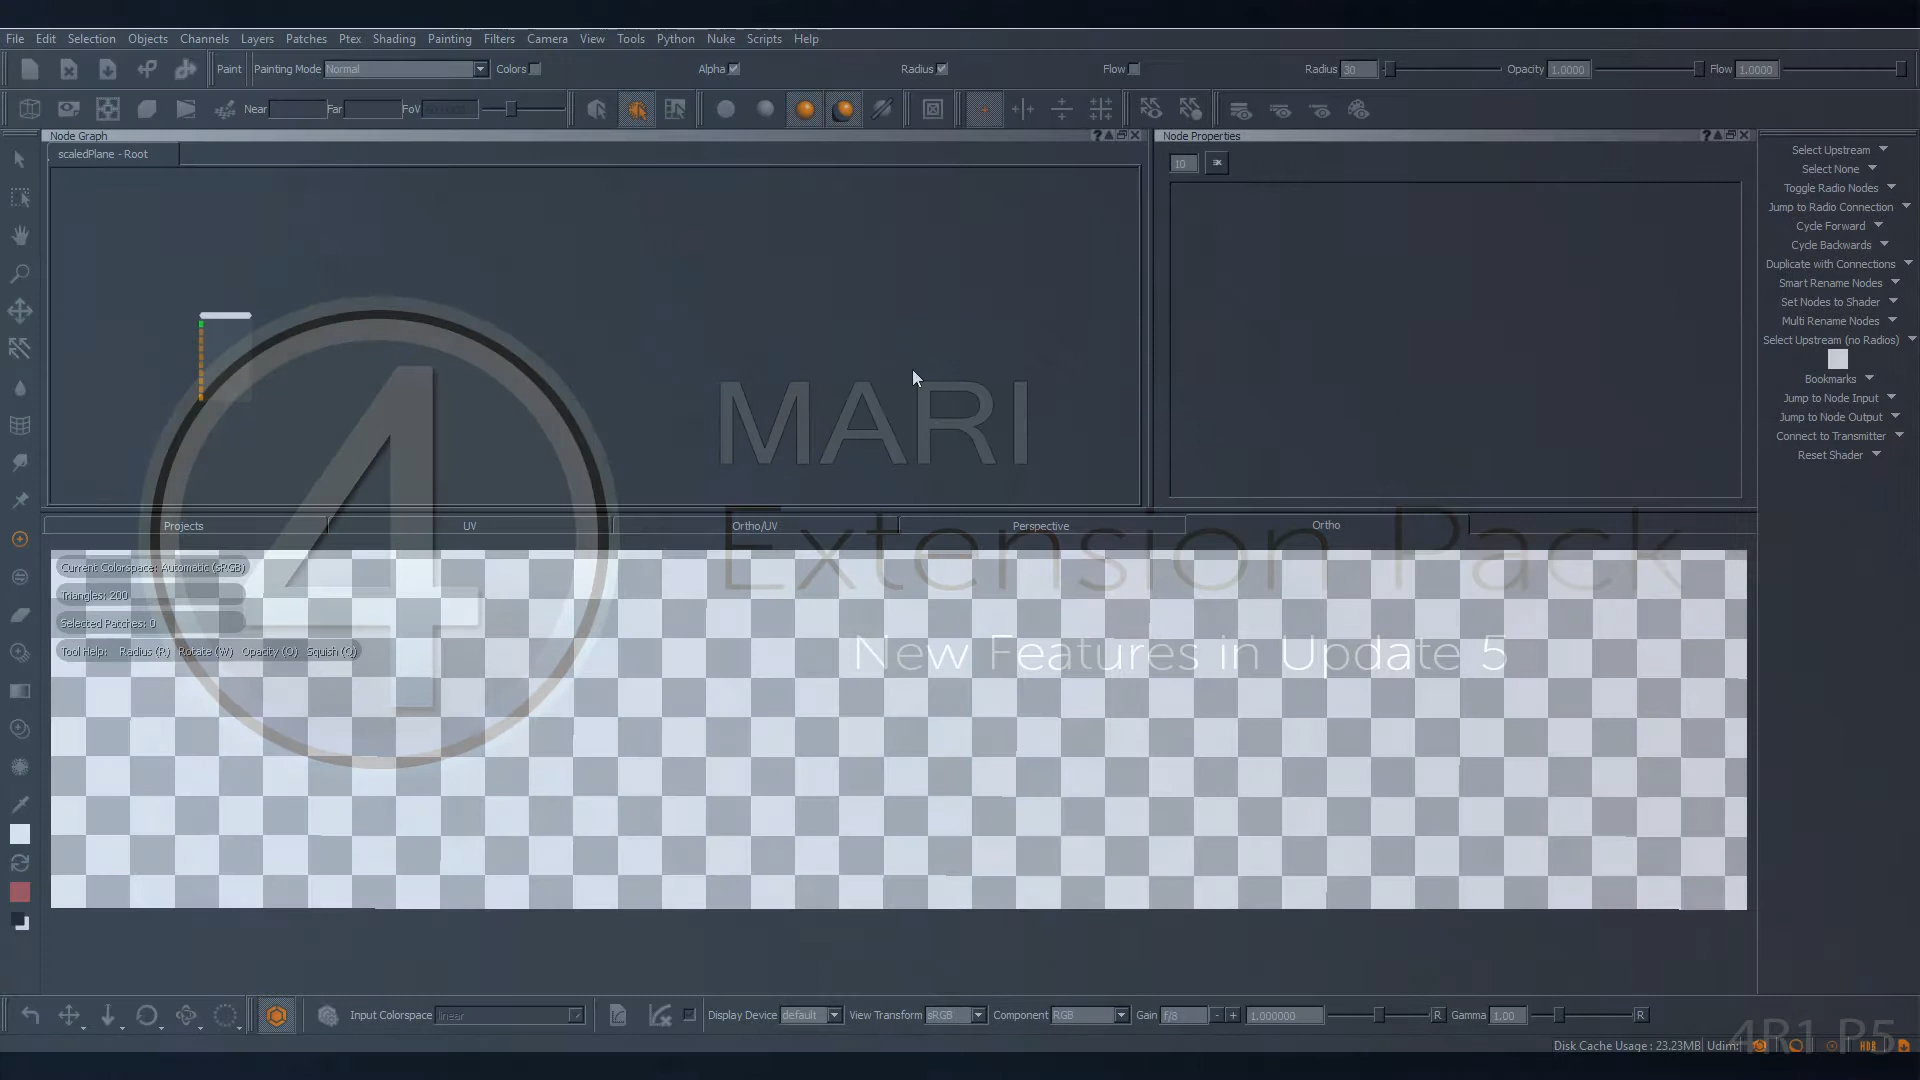 File Edit Selection Objects Channels Layers Patches Ptex Shading Painting Filters Camera View Tools Python Nuke Scripts Help
Paint Painting Mode Normal Colors Alpha Radius Flow Radius 30 Opacity 1.0000 Flow 1.0000
Near Far FoV
Node Graph
scaledPlane - Root
Node Properties
10
Select Upstream
Select None
Toggle Radio Nodes
Jump to Radio Connection
Cycle Forward
Cycle Backwards
Duplicate with Connections
Smart Rename Nodes
Set Nodes to Shader
Multi Rename Nodes
Select Upstream (no Radios)
Bookmarks
Jump to Node Input
Jump to Node Output
Connect to Transmitter
Reset Shader
4
MARI
Extension Pack
New Features in Update 5
Projects UV Ortho/UV Perspective Ortho
Current Colorspace: Automatic (sRGB)
Triangles: 200
Selected Patches: 0
Tool Help: Radius (R) Rotate (W) Opacity (O) Squish (Q)
Input Colorspace linear Display Device default View Transform sRGB Component RGB Gain f/8 - + 1.000000 R Gamma 1.00 R
Disk Cache Usage : 23.23MB Udim:
4R1 P5